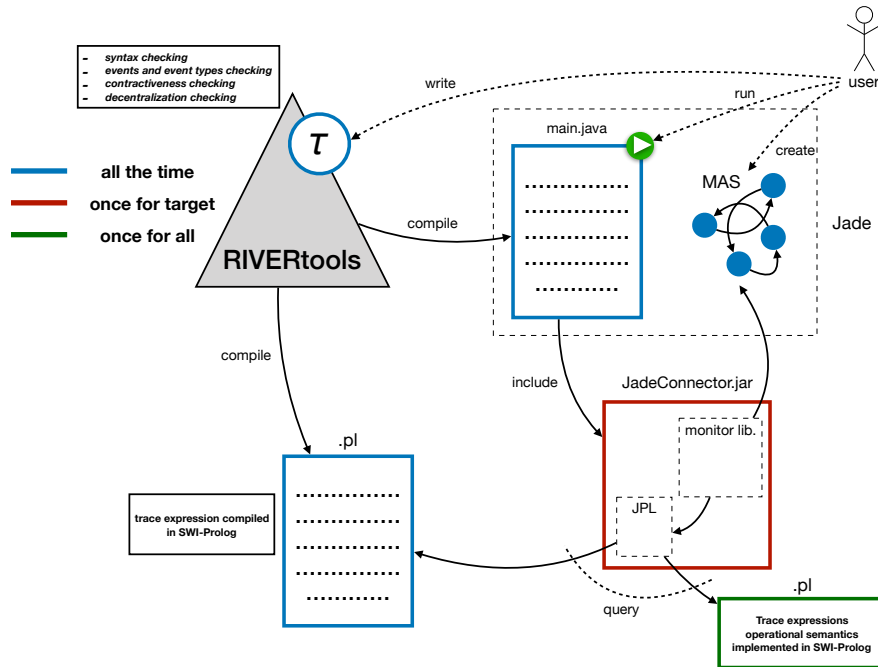 - syntax checking
- events and event types checking
- contractiveness checking
- decentralization checking
write
user
run
main.java
τ
create
all the time
MAS
once for target
compile
Jade
once for all
RIVERtools
compile
include
JadeConnector.jar
monitor lib.
.pl
trace expression compiled
in SWI-Prolog
JPL
query
.pl
Trace expressions
operational semantics
implemented in SWI-Prolog